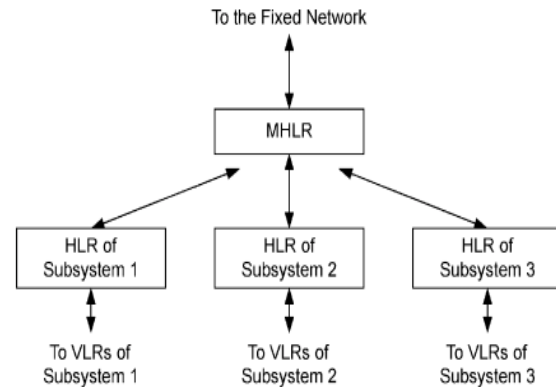 To the Fixed Network
MHLR
HLR of
Subsystem 1
HLR of
Subsystem 2
HLR of
Subsystem 3
To VLRs of
Subsystem 1
To VLRs of
Subsystem 2
To VLRs of
Subsystem 3